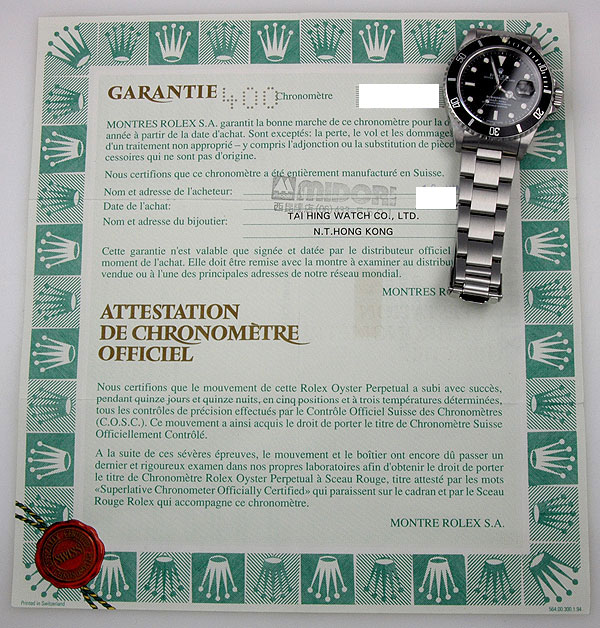 GARANTIE 400 Chronomètre
MONTRES ROLEX S.A. garantit la bonne marche de ce chronomètre pour la d
année à partir de la date d'achat. Sont exceptés: la perte, le vol et les dommage
d'un traitement non approprié – y compris l'adjonction ou la substitution de pièce
cessoires qui ne sont pas d'origine.
Nous certifions que ce chronomètre a été entièrement manufacturé en Suisse.
Nom et adresse de l'acheteur: MIDORI
Date de l'achat:
TAI HING WATCH CO., LTD.
Nom et adresse du bijoutier:
N.T. HONG KONG
Cette garantie n'est valable que signée et datée par le distributeur officiel
moment de l'achat. Elle doit être remise avec la montre à examiner au distribu
vendue ou à l'une des principales adresses de notre réseau mondial.
MONTRES RO
ATTESTATION
DE CHRONOMÈTRE
OFFICIEL
Nous certifions que le mouvement de cette Rolex Oyster Perpetual a subi avec succès,
pendant quinze jours et quinze nuits, en cinq positions et à trois températures déterminées,
tous les contrôles de précision effectués par le Contrôle Officiel Suisse des Chronomètres
(C.O.S.C.). Ce mouvement a ainsi acquis le droit de porter le titre de Chronomètre Suisse
Officiellement Contrôlé.
A la suite de ces sévères épreuves, le mouvement et le boîtier ont encore dû passer un
dernier et rigoureux examen dans nos propres laboratoires afin d'obtenir le droit de porter
le titre de Chronomètre Rolex Oyster Perpetual à Sceau Rouge, titre attesté par les mots
«Superlative Chronometer Officially Certified» qui paraissent sur le cadran et par le Sceau
Rouge Rolex qui accompagne ce chronomètre.
MONTRE ROLEX S.A.
SWISS
Printed in Switzerland
564.00.300.1.94